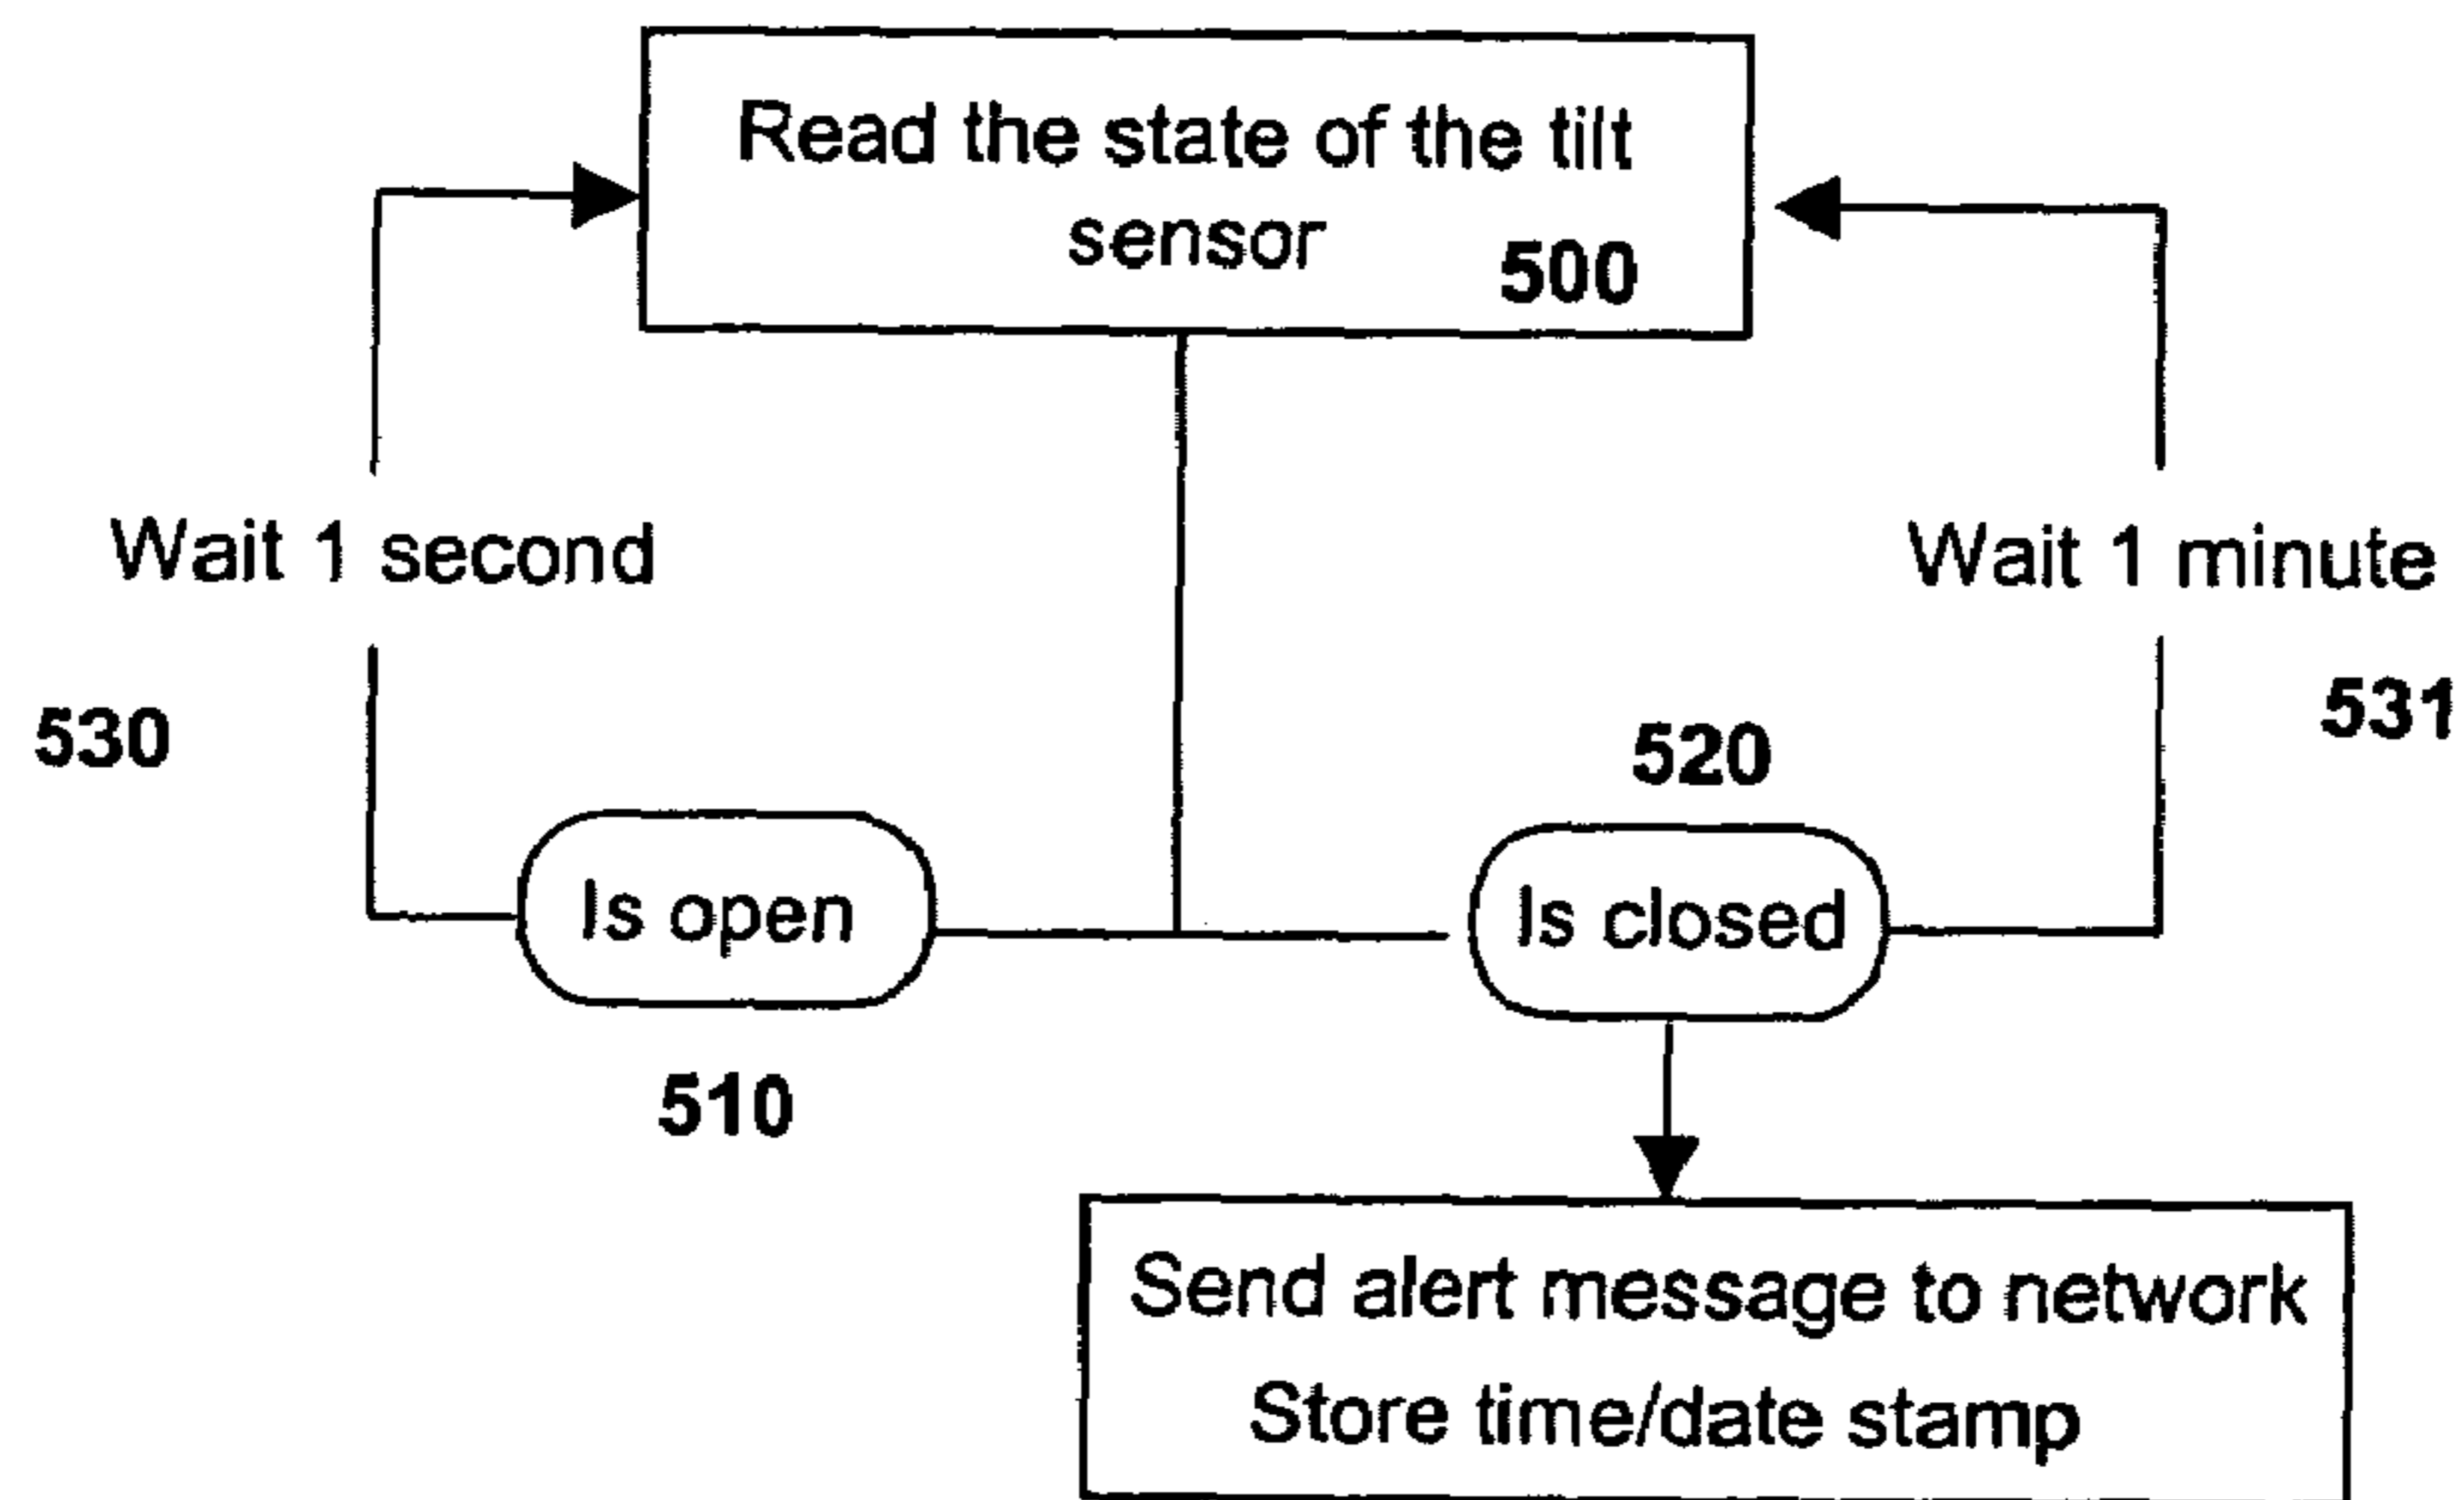 Read the state of the tilt
sensor
500
Wait 1 second
Wait 1 minute
530
531
520
Is open
Is closed
510
Send alert message to network
Store time/date stamp